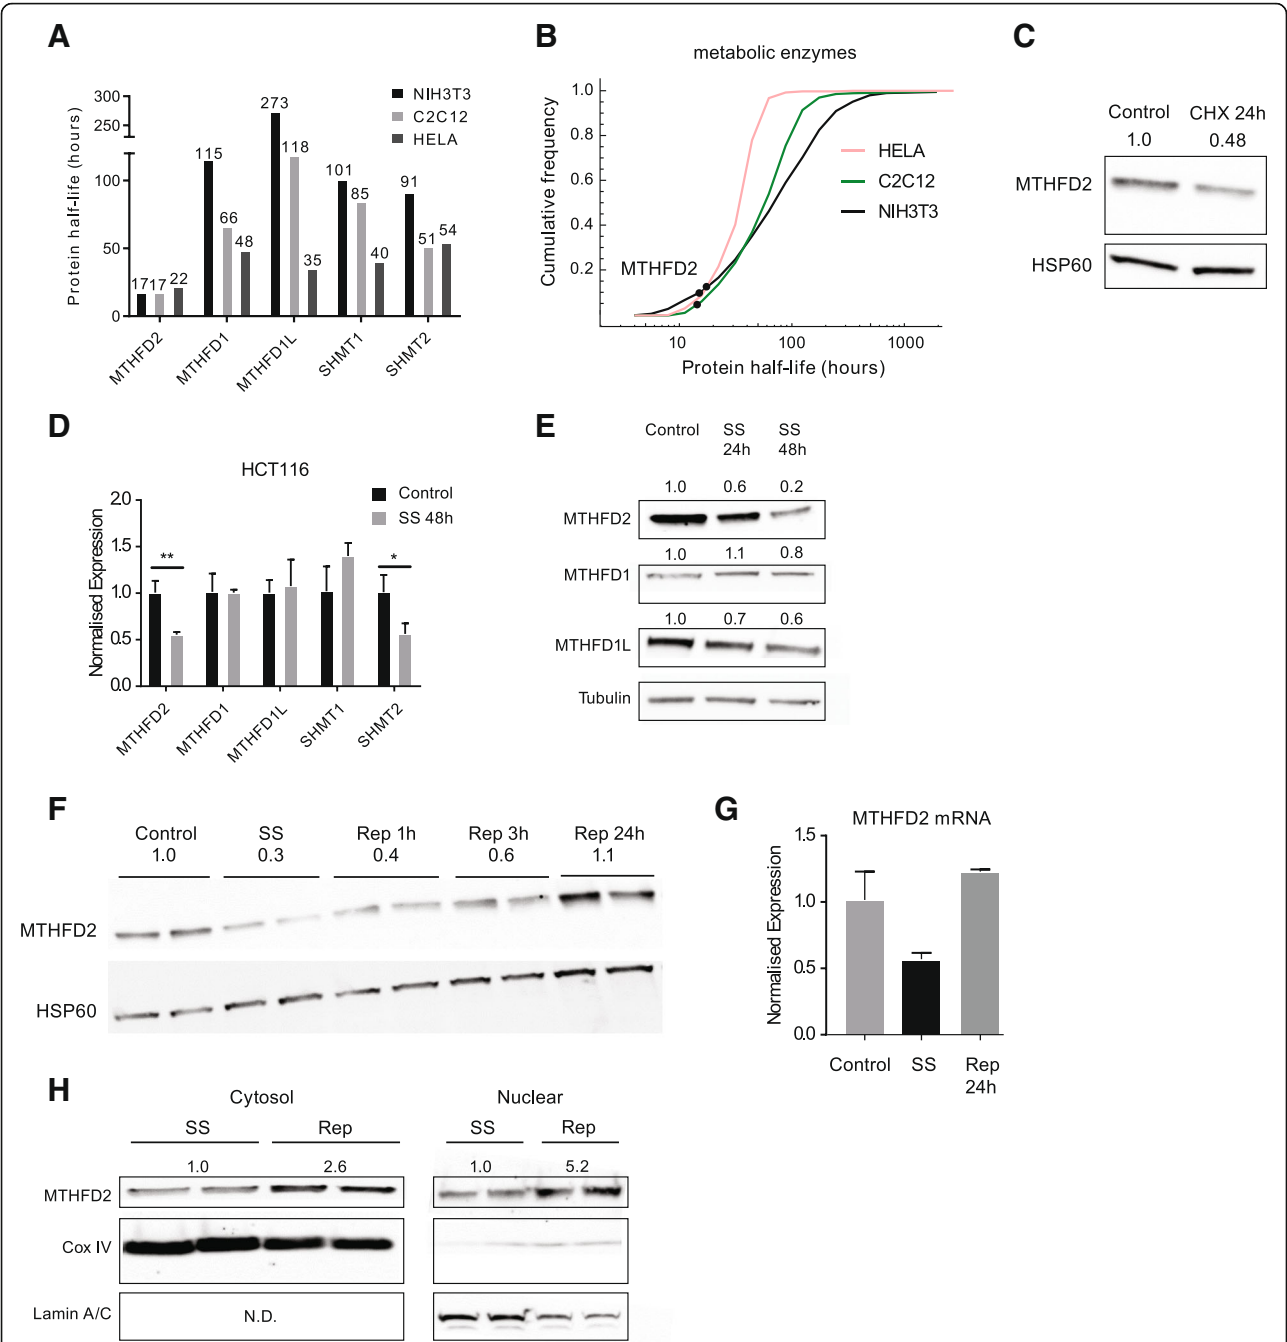 A
Protein half-life (hours)
300
250
100
50
0
273
115
118
101
85
91
66
48
35
40
51
54
17
17
22
NIH3T3
C2C12
HELA
MTHFD2
MTHFD1
MTHFD1L
SHMT1
SHMT2
B
metabolic enzymes
Cumulative frequency
1.0
0.8
0.6
0.4
0.2
HELA
C2C12
NIH3T3
MTHFD2
10
100
1000
Protein half-life (hours)
C
Control CHX 24h
1.0 0.48
MTHFD2
HSP60
D
HCT116
Normalised Expression
2.0
1.5
1.0
0.5
0.0
Control
SS 48h
**
*
MTHFD2
MTHFD1
MTHFD1L
SHMT1
SHMT2
E
Control SS SS
24h 48h
1.0 0.6 0.2
MTHFD2
1.0 1.1 0.8
MTHFD1
1.0 0.7 0.6
MTHFD1L
Tubulin
F
Control SS Rep 1h Rep 3h Rep 24h
1.0 0.3 0.4 0.6 1.1
MTHFD2
HSP60
G
MTHFD2 mRNA
Normalised Expression
1.5
1.0
0.5
0.0
Control SS Rep
24h
H
Cytosol Nuclear
SS Rep SS Rep
1.0 2.6 1.0 5.2
MTHFD2
Cox IV
Lamin A/C
N.D.